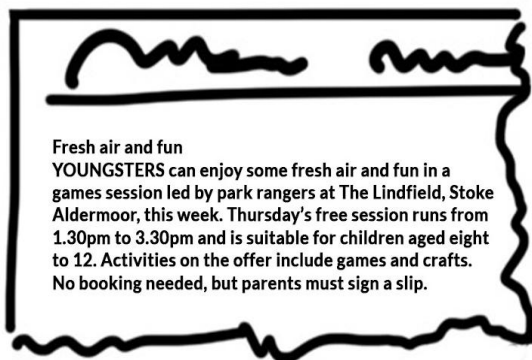 Fresh air and fun
YOUNGSTERS can enjoy some fresh air and fun in a
games session led by park rangers at The Lindfield, Stoke
Aldermoor, this week. Thursday's free session runs from
1.30pm to 3.30pm and is suitable for children aged eight
to 12. Activities on the offer include games and crafts.
No booking needed, but parents must sign a slip.